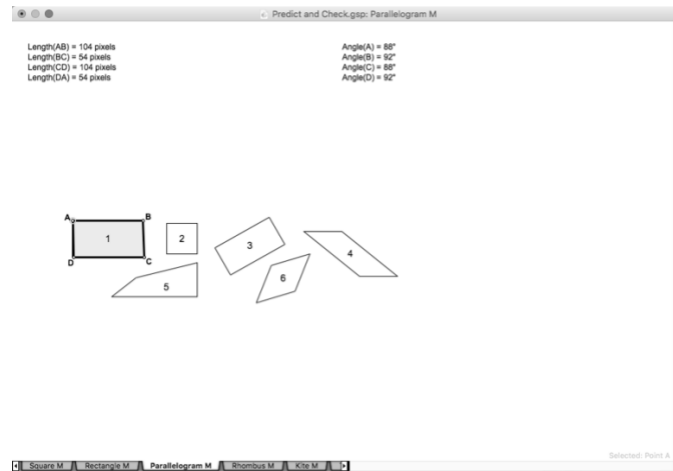 Predict and Check.gsp: Parallelogram M
Length(AB) = 104 pixels
Length(BC) = 54 pixels
Length(CD) = 104 pixels
Length(DA) = 54 pixels
Angle(A) = 88°
Angle(B) = 92°
Angle(C) = 88°
Angle(D) = 92°
A B
1 2 3 4
D C
5 6
Selected: Point A
Square M Rectangle M Parallelogram M Rhombus M Kite M